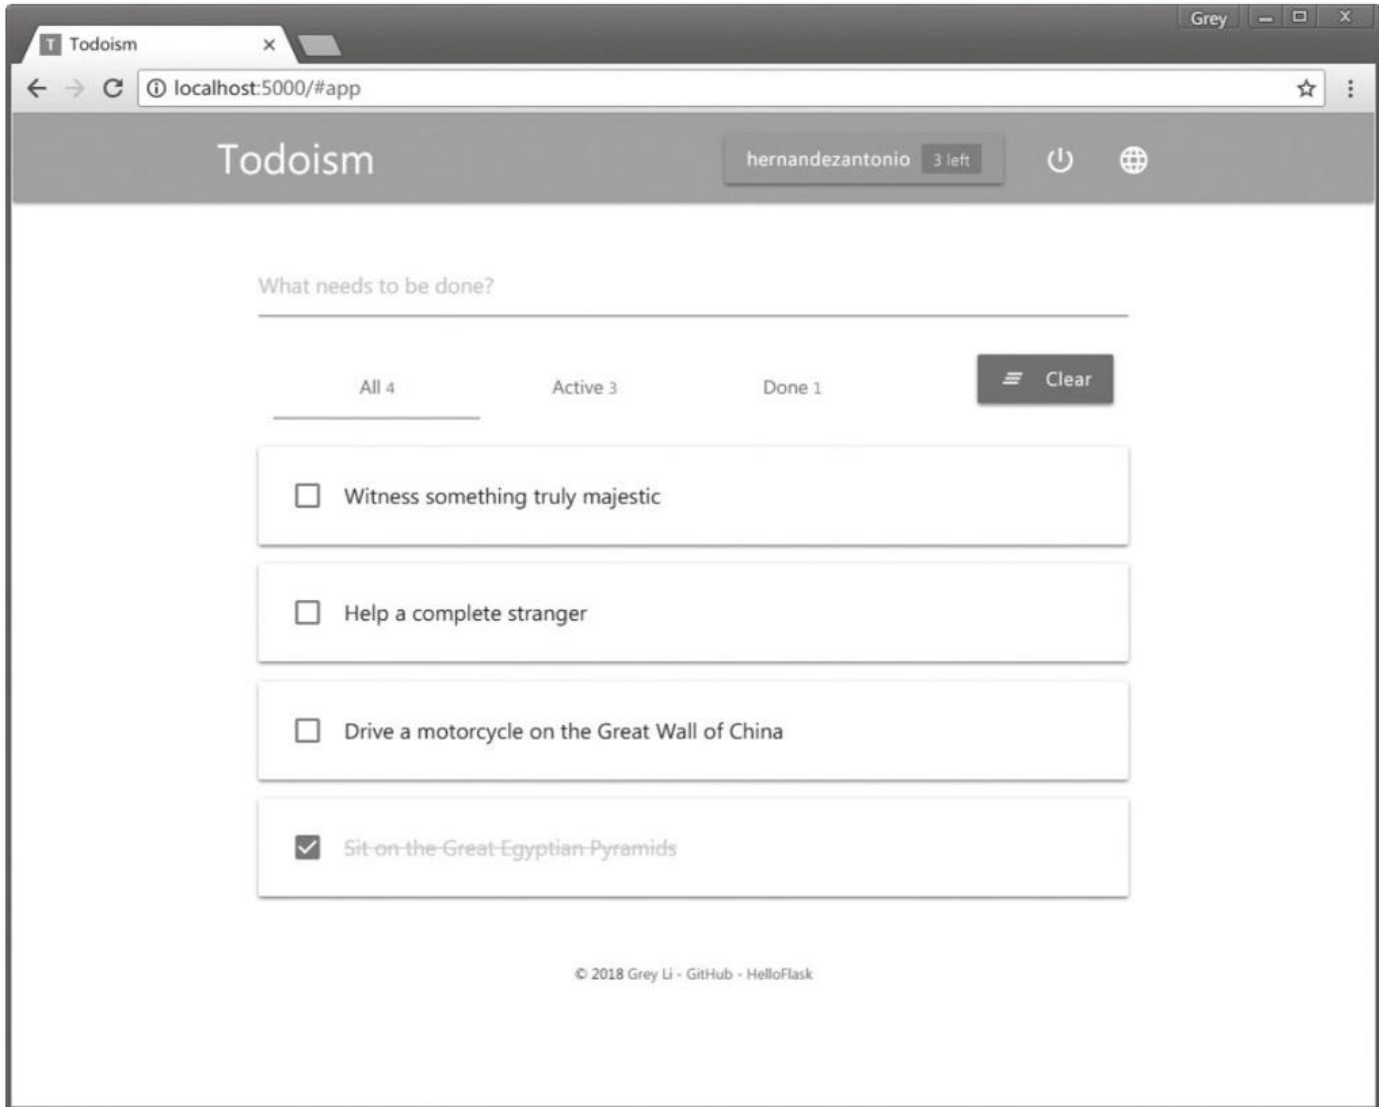 Grey
T Todoism
localhost:5000/#app
Todoism
hernandezantonio 3 left
What needs to be done?
All 4 Active 3 Done 1 Clear
Witness something truly majestic
Help a complete stranger
Drive a motorcycle on the Great Wall of China
Sit on the Great Egyptian Pyramids
© 2018 Grey Li - GitHub - HelloFlask